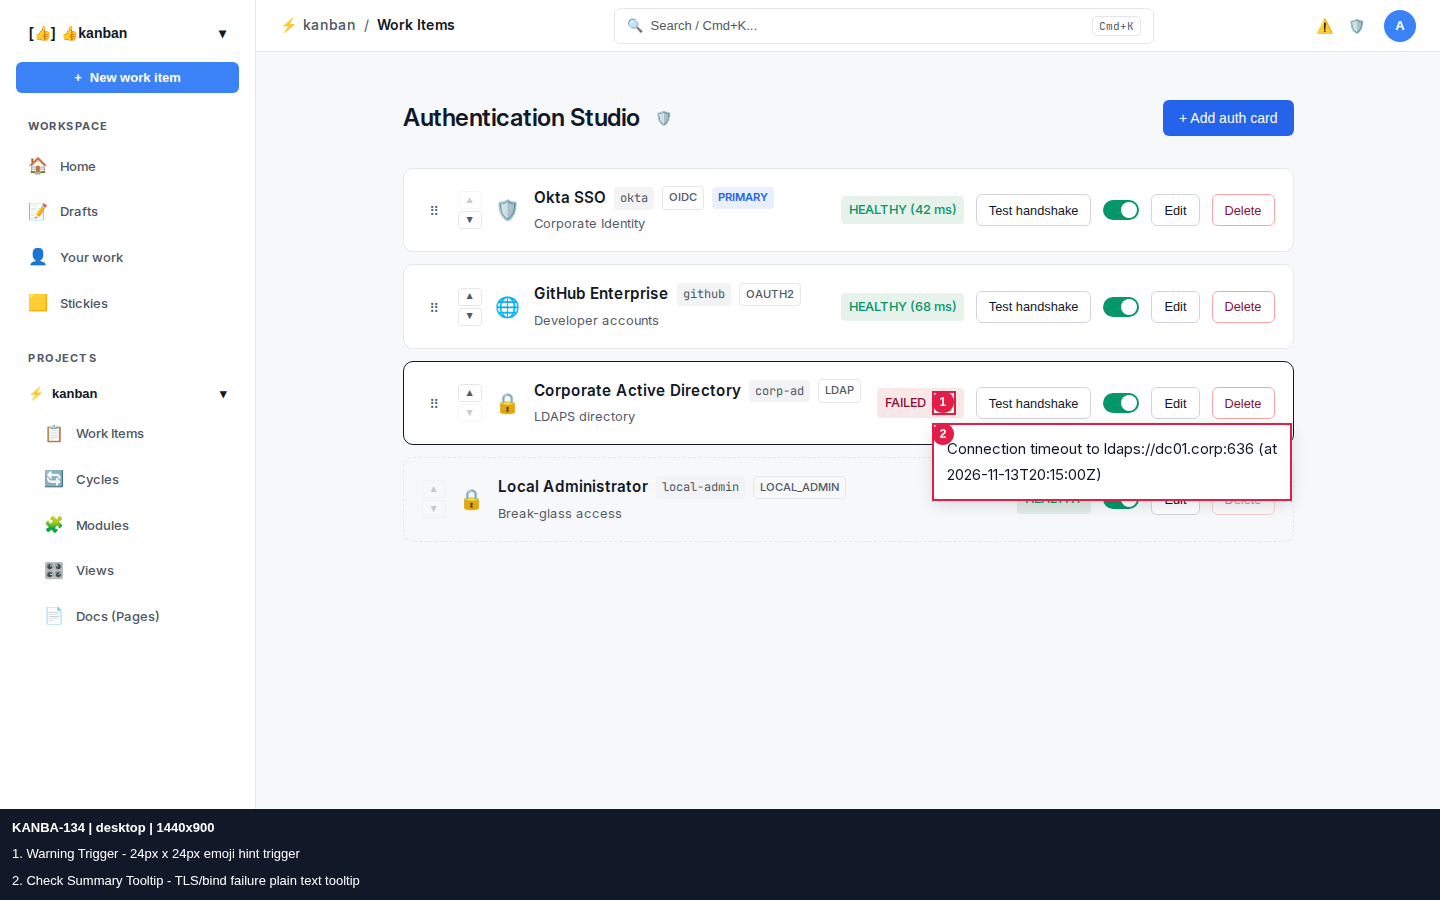 [👍] 👍kanban ▼
+ New work item
WORKSPACE
🏠 Home
📝 Drafts
👤 Your work
🟨 Stickies
PROJECTS
⚡ kanban ▼
📋 Work Items
🔄 Cycles
🧩 Modules
🎛️ Views
📄 Docs (Pages)
⚡ kanban / Work Items
🔍 Search / Cmd+K... Cmd+K
⚠️ 🛡️ A
Authentication Studio 🛡️ + Add auth card
Okta SSO okta OIDC PRIMARY
Corporate Identity
HEALTHY (42 ms) Test handshake Edit Delete
GitHub Enterprise github OAUTH2
Developer accounts
HEALTHY (68 ms) Test handshake Edit Delete
Corporate Active Directory corp-ad LDAP
LDAPS directory
FAILED 1 Test handshake Edit Delete
2
Connection timeout to ldaps://dc01.corp:636 (at
2026-11-13T20:15:00Z)
Local Administrator local-admin LOCAL_ADMIN
Break-glass access
HEALTHY Edit Delete
KANBA-134 | desktop | 1440x900
1. Warning Trigger - 24px x 24px emoji hint trigger
2. Check Summary Tooltip - TLS/bind failure plain text tooltip